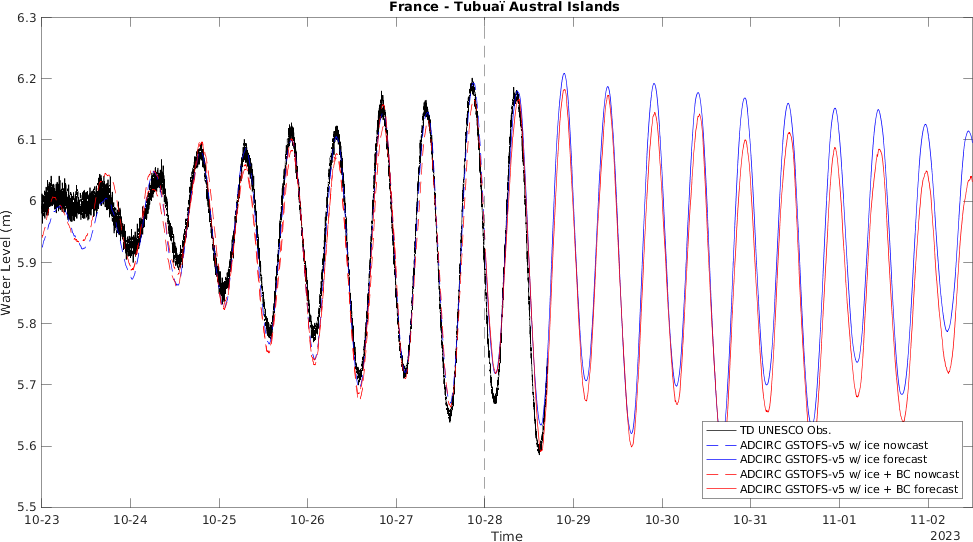 France - Tubuaï Austral Islands
6.3
6.2
6.1
6
5.9
5.8
5.7
5.6
5.5
Water Level (m)
TD UNESCO Obs.
ADCIRC GSTOFS-v5 w/ ice nowcast
ADCIRC GSTOFS-v5 w/ ice forecast
ADCIRC GSTOFS-v5 w/ ice + BC nowcast
ADCIRC GSTOFS-v5 w/ ice + BC forecast
10-23 10-24 10-25 10-26 10-27 10-28 10-29 10-30 10-31 11-01 11-02
Time
2023